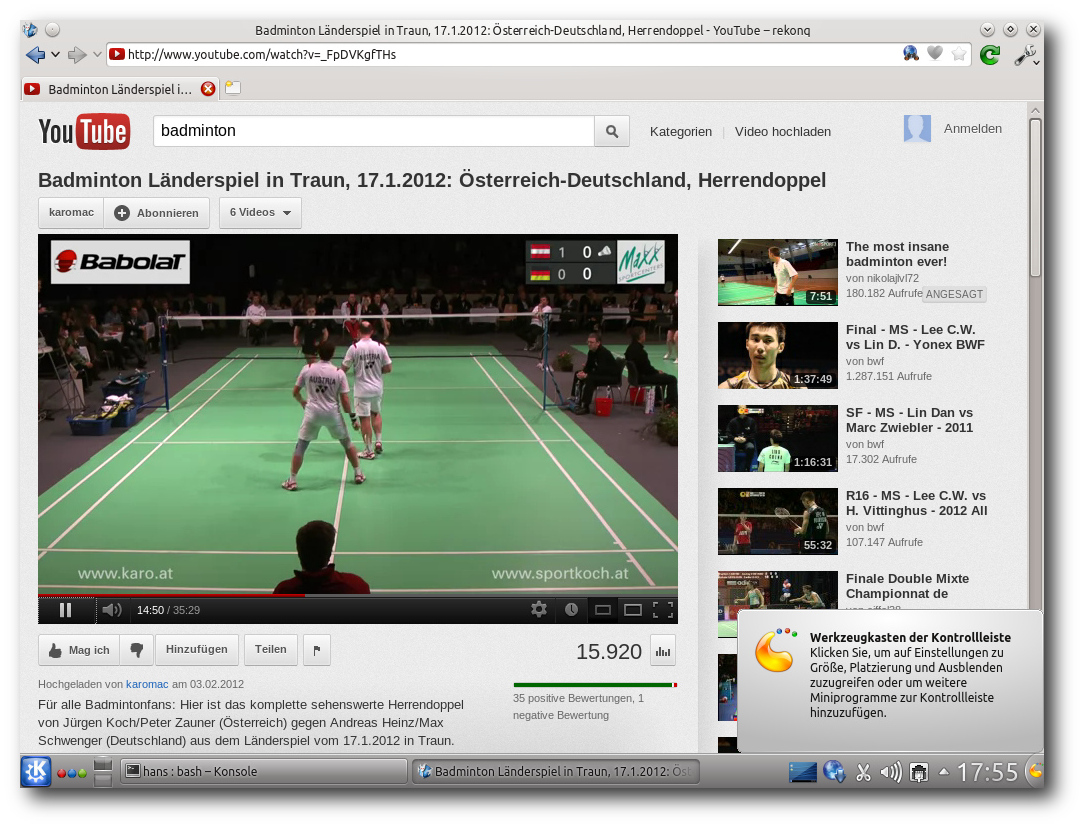 Badminton Länderspiel in Traun, 17.1.2012: Österreich-Deutschland, Herrendoppel - YouTube – rekonq
http://www.youtube.com/watch?v=_FpDVKgfTHs
Badminton Länderspiel i...
YouTube
badminton
Kategorien | Video hochladen
Anmelden
Badminton Länderspiel in Traun, 17.1.2012: Österreich-Deutschland, Herrendoppel
karomac
Abonnieren
6 Videos
BabolaT
1 0
0 0
MaXX
SPORTCENTERS
AUSTRIA
AUSTRIA
www.karo.at
www.sportkoch.at
14:50 / 35:29
Mag ich
Hinzufügen
Teilen
15.920
Hochgeladen von karomac am 03.02.2012
Für alle Badmintonfans: Hier ist das komplette sehenswerte Herrendoppel
von Jürgen Koch/Peter Zauner (Österreich) gegen Andreas Heinz/Max
Schwenger (Deutschland) aus dem Länderspiel vom 17.1.2012 in Traun.
35 positive Bewertungen, 1
negative Bewertung
7:51
The most insane
badminton ever!
von nikolajlvl72
180.182 Aufrufe ANGESAGT
1:37:49
Final - MS - Lee C.W.
vs Lin D. - Yonex BWF
von bwf
1.287.151 Aufrufe
1:16:31
SF - MS - Lin Dan vs
Marc Zwiebler - 2011
von bwf
17.302 Aufrufe
55:32
R16 - MS - Lee C.W. vs
H. Vittinghus - 2012 All
von bwf
107.147 Aufrufe
Finale Double Mixte
Championnat de
Werkzeugkasten der Kontrollleiste
Klicken Sie, um auf Einstellungen zu
Größe, Platzierung und Ausblenden
zuzugreifen oder um weitere
Miniprogramme zur Kontrollleiste
hinzuzufügen.
hans : bash – Konsole
Badminton Länderspiel in Traun, 17.1.2012: Öst
17:55